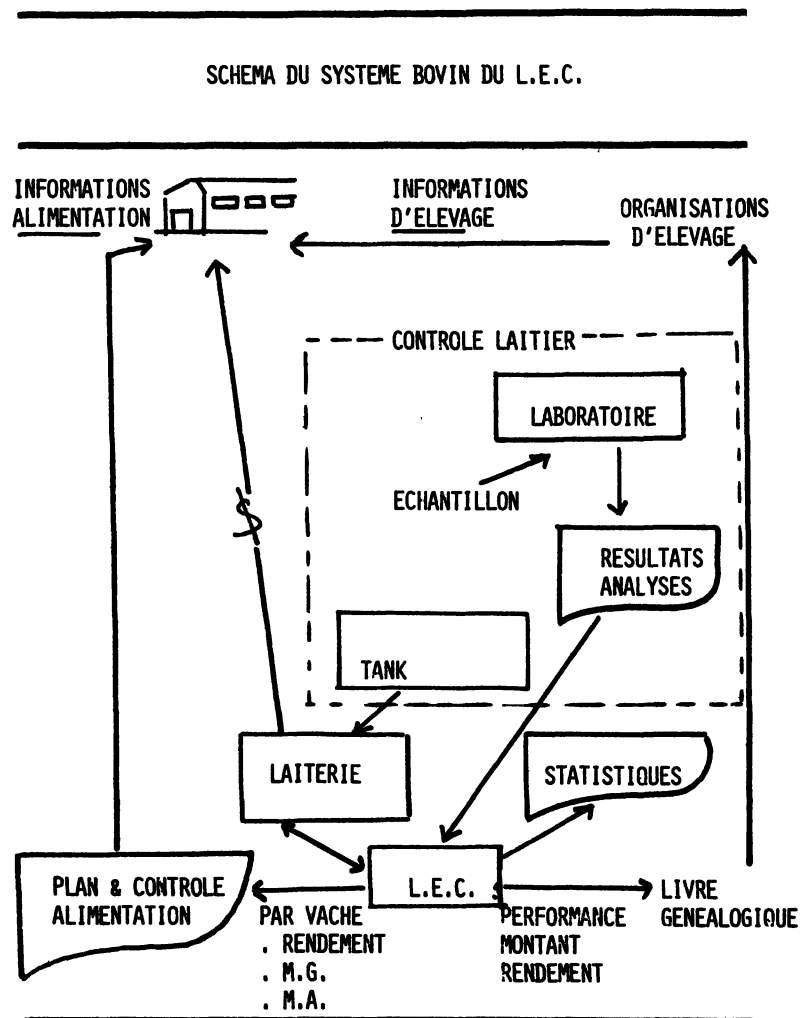 SCHEMA DU SYSTEME BOVIN DU L.E.C.
INFORMATIONS
ALIMENTATION
INFORMATIONS
D'ELEVAGE
ORGANISATIONS
D'ELEVAGE
CONTROLE LAITIER
LABORATOIRE
ECHANTILLON
$
RESULTATS
ANALYSES
TANK
LAITERIE
STATISTIQUES
PLAN & CONTROLE
ALIMENTATION
L.E.C.
PAR VACHE
. RENDEMENT
. M.G.
. M.A.
PERFORMANCE
MONTANT
RENDEMENT
LIVRE
GENEALOGIQUE